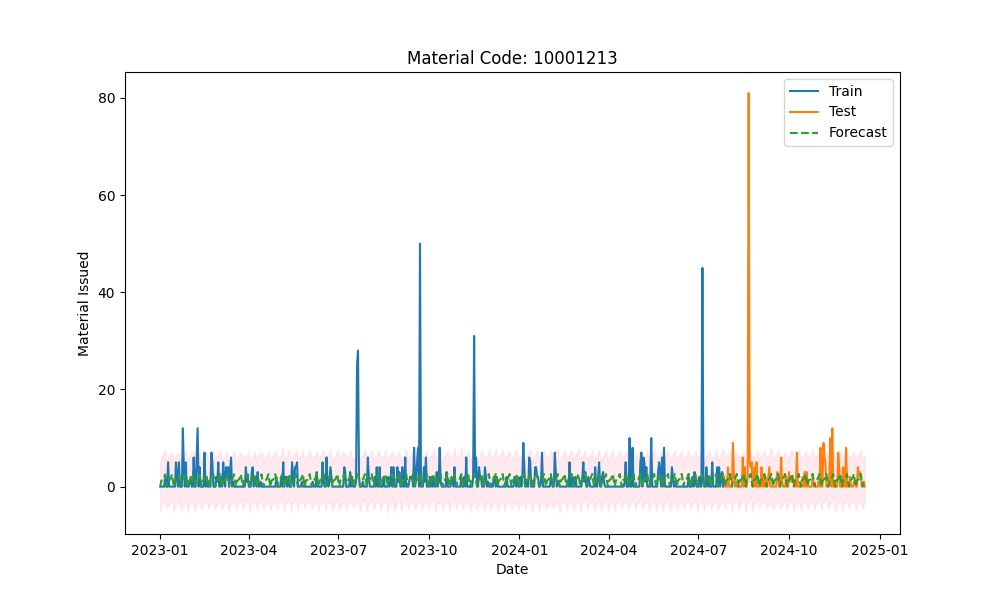 Material Code: 10001213
Train
Test
Forecast
80
60
40
20
0
Material Issued
2023-01
2023-04
2023-07
2023-10
2024-01
2024-04
2024-07
2024-10
2025-01
Date